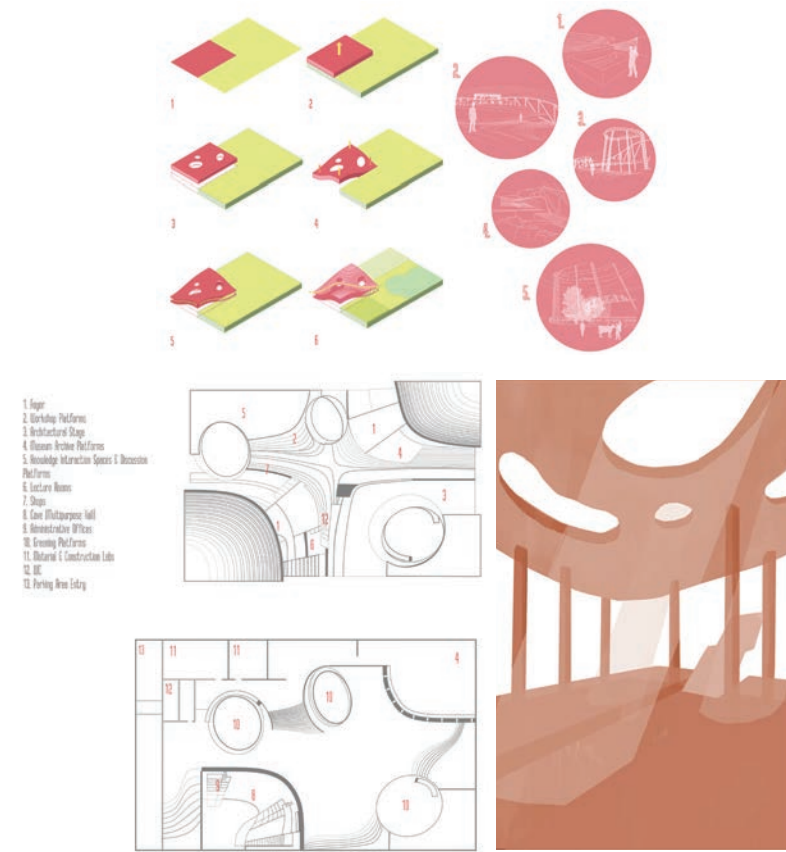 1
2
3
4
5
6
1.
2.
3.
4.
5.
1. Foyer
2. Workshop Platforms
3. Architectural Stage
4. Museum Archive Platforms
5. Knowledge Interaction Spaces & Discussion
Platforms
6. Lecture Rooms
7. Shops
8. Cave (Multipurpose Hall)
9. Administrative Offices
10. Greening Platforms
11. Material & Construction Labs
12. WC
13. Parking Area Entry
5
2
1
4
7
3
12
1
6
13
11
11
4
12
10
10
9
8
10